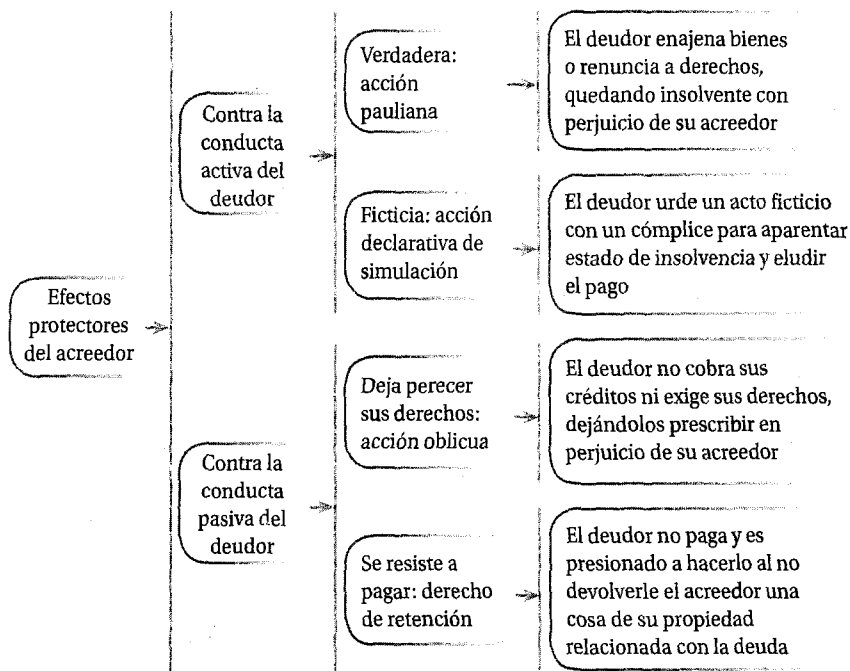 Efectos
protectores
del acreedor
Contra la
conducta
activa del
deudor
Verdadera:
acción
pauliana
El deudor enajena bienes
o renuncia a derechos,
quedando insolvente con
perjuicio de su acreedor
Ficticia: acción
declarativa de
simulación
El deudor urde un acto ficticio
con un cómplice para aparentar
estado de insolvencia y eludir
el pago
Contra la
conducta
pasiva del
deudor
Deja perecer
sus derechos:
acción oblicua
El deudor no cobra sus
créditos ni exige sus derechos,
dejándolos prescribir en
perjuicio de su acreedor
Se resiste a
pagar: derecho
de retención
El deudor no paga y es
presionado a hacerlo al no
devolverle el acreedor una
cosa de su propiedad
relacionada con la deuda